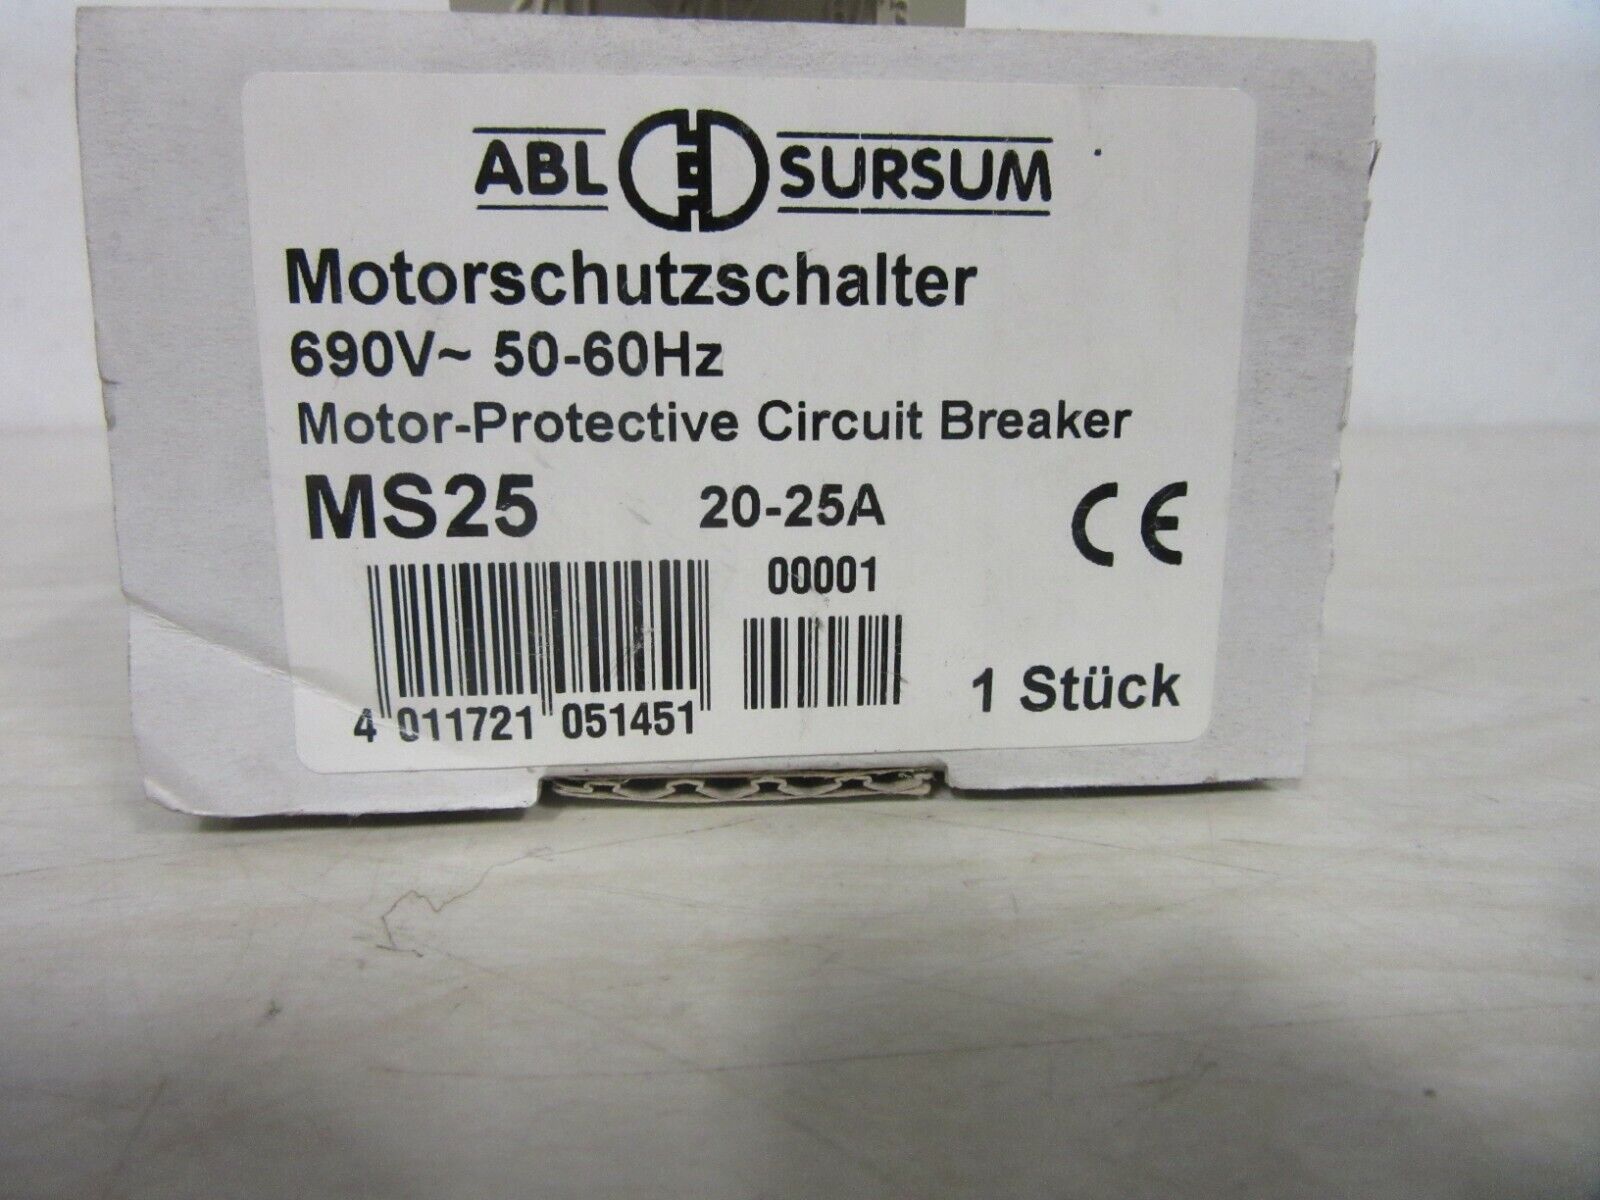 ABL SURSUM
Motorschutzschalter
690V~ 50-60Hz
Motor-Protective Circuit Breaker
MS25 20-25A CE
00001
4 011721 051451
1 Stück